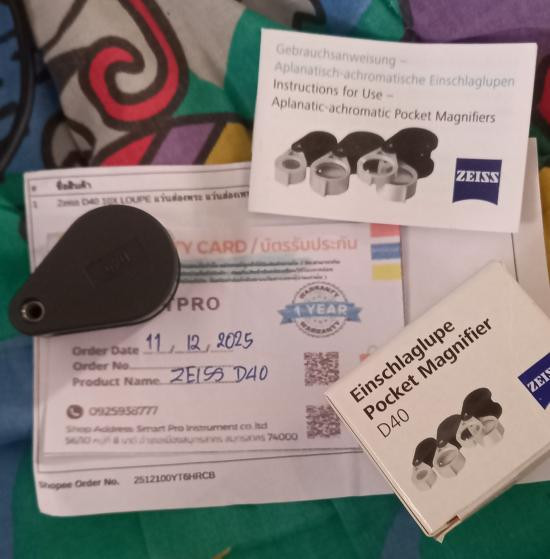 Gebrauchsanweisung –
Aplanatisch-achromatische Einschlaglupen
Instructions for Use –
Aplanatic-achromatic Pocket Magnifiers
ZEISS
# ชื่อสินค้า
1 Zeiss D40 10X LOUPE แว่นส่องพระ แว่นส่องเพช
TY CARD / บัตรรับประกัน
TPRO
WARRANTY
1 YEAR
WARRANTY
Order Date 11, 12, 2025
Order No.
Product Name ZEISS D40
0925938777
Shop Address: Smart Pro Instrument co.ltd
74000
Shopee Order No. 2512100YT6HRCB
Einschlaglupe
Pocket Magnifier
D40
ZEISS